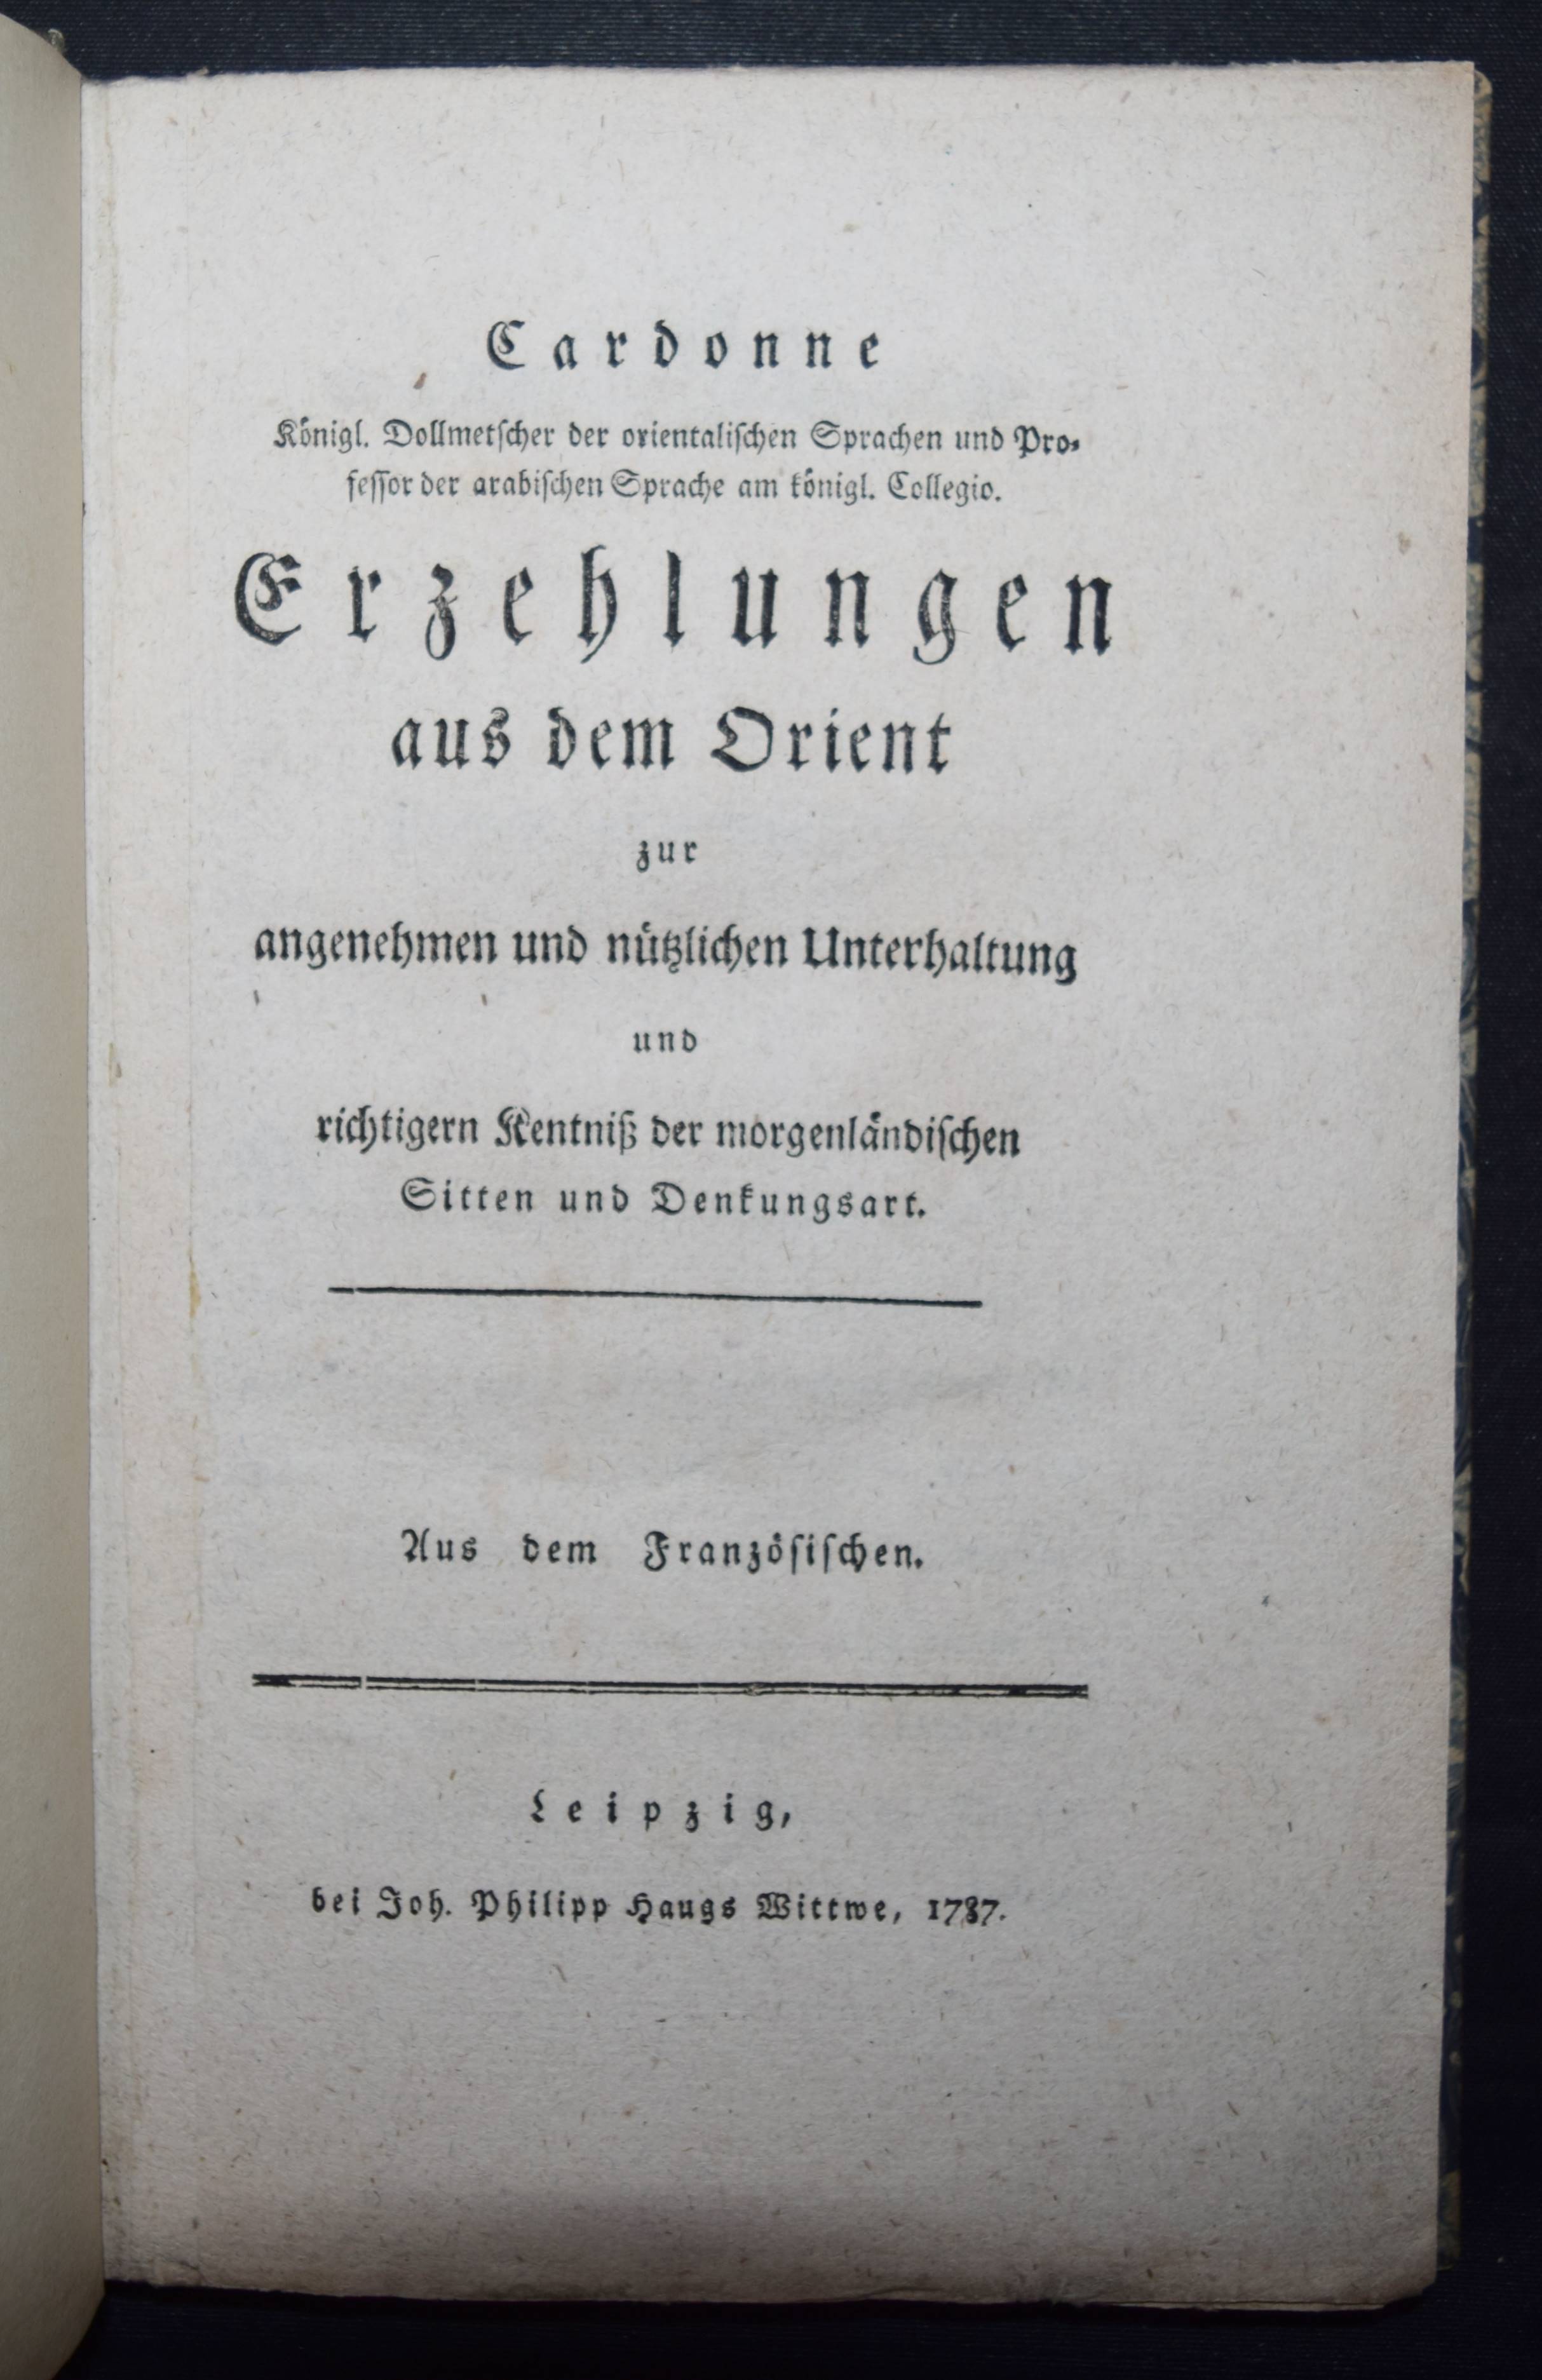 Cardonne
Königl. Dollmetſcher der orientaliſchen Sprachen und Pro⸗
feſſor der arabiſchen Sprache am königl. Collegio.
Erzehlungen
aus dem Orient
zur
angenehmen und nützlichen Unterhaltung
und
richtigern Kentniß der morgenländiſchen
Sitten und Denkungsart.
Aus dem Franzöſiſchen.
Leipzig,
bei Joh. Philipp Haugs Wittwe, 1787.